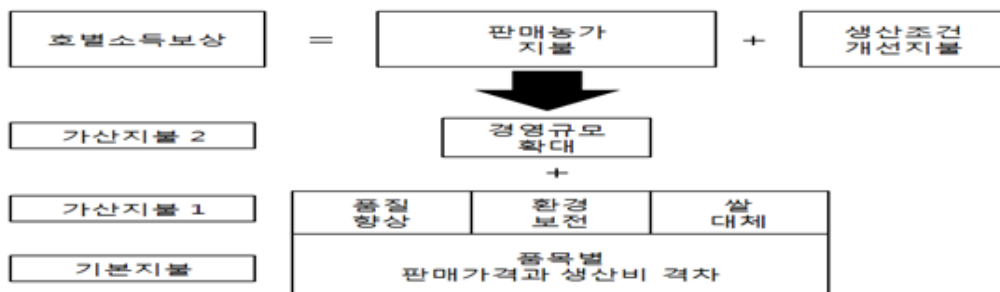 호별소득보상 = 판매농가 + 생산조건
지불 개선지불
가산지불 2 경영규모
확대
+
가산지불 1 품질 환경 쌀
향상 보전 대체
기본지불 품목별
판매가격과 생산비 격차